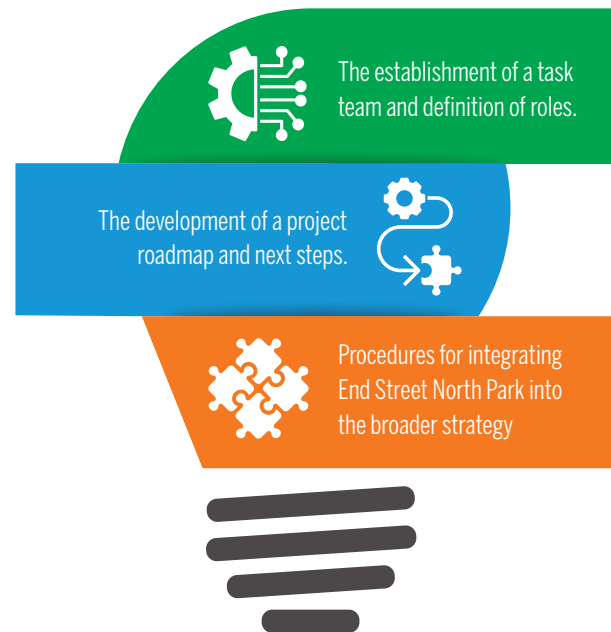 The establishment of a task
team and definition of roles.
The development of a project
roadmap and next steps.
Procedures for integrating
End Street North Park into
the broader strategy